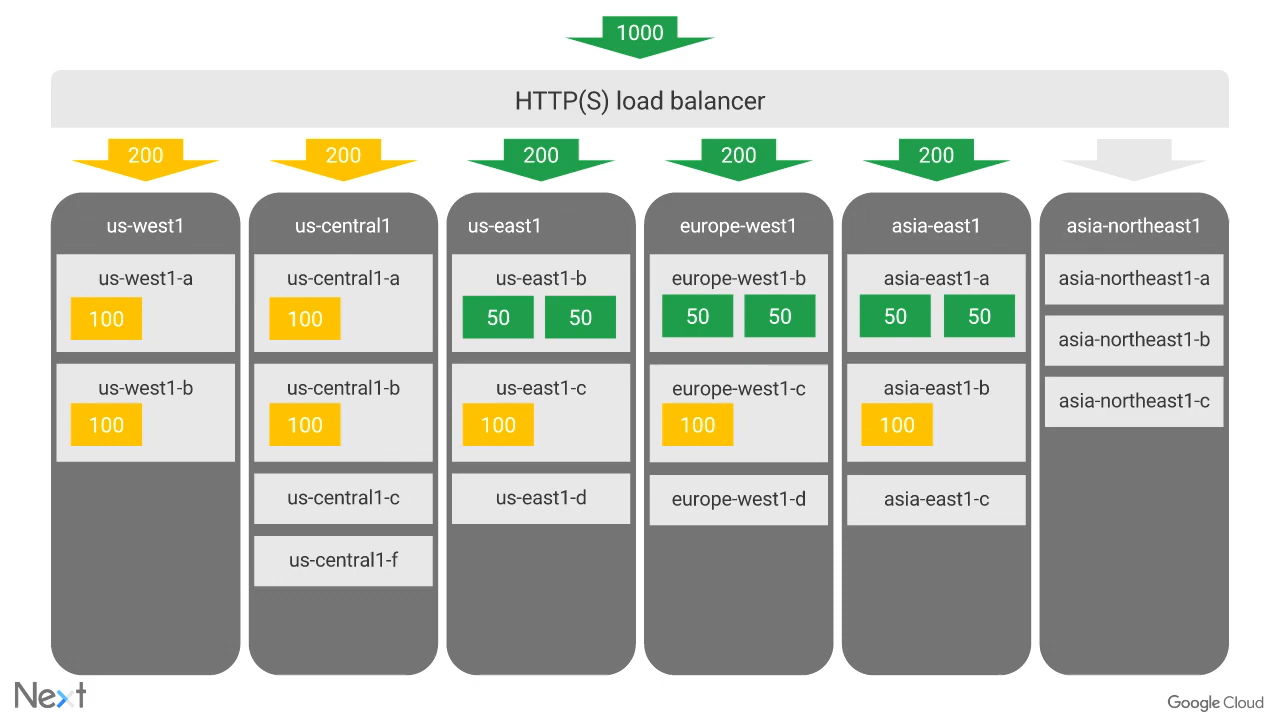 1000
HTTP(S) load balancer
200
200
200
200
200
us-west1
us-central1
us-east1
europe-west1
asia-east1
asia-northeast1
us-west1-a
100
us-west1-b
100
us-central1-a
100
us-central1-b
100
us-central1-c
us-central1-f
us-east1-b
50 50
us-east1-c
100
us-east1-d
europe-west1-b
50 50
europe-west1-c
100
europe-west1-d
asia-east1-a
50 50
asia-east1-b
100
asia-east1-c
asia-northeast1-a
asia-northeast1-b
asia-northeast1-c
Next
Google Cloud